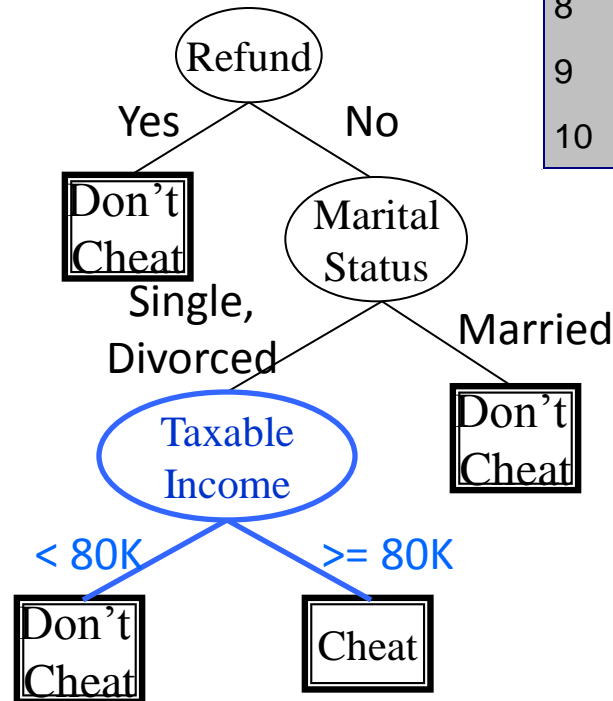 8
Refund
9
Yes
No
10
Don't
Cheat
Marital
Status
Single,
Divorced
Married
Taxable
Income
Don't
Cheat
< 80K
>= 80K
Don't
Cheat
Cheat